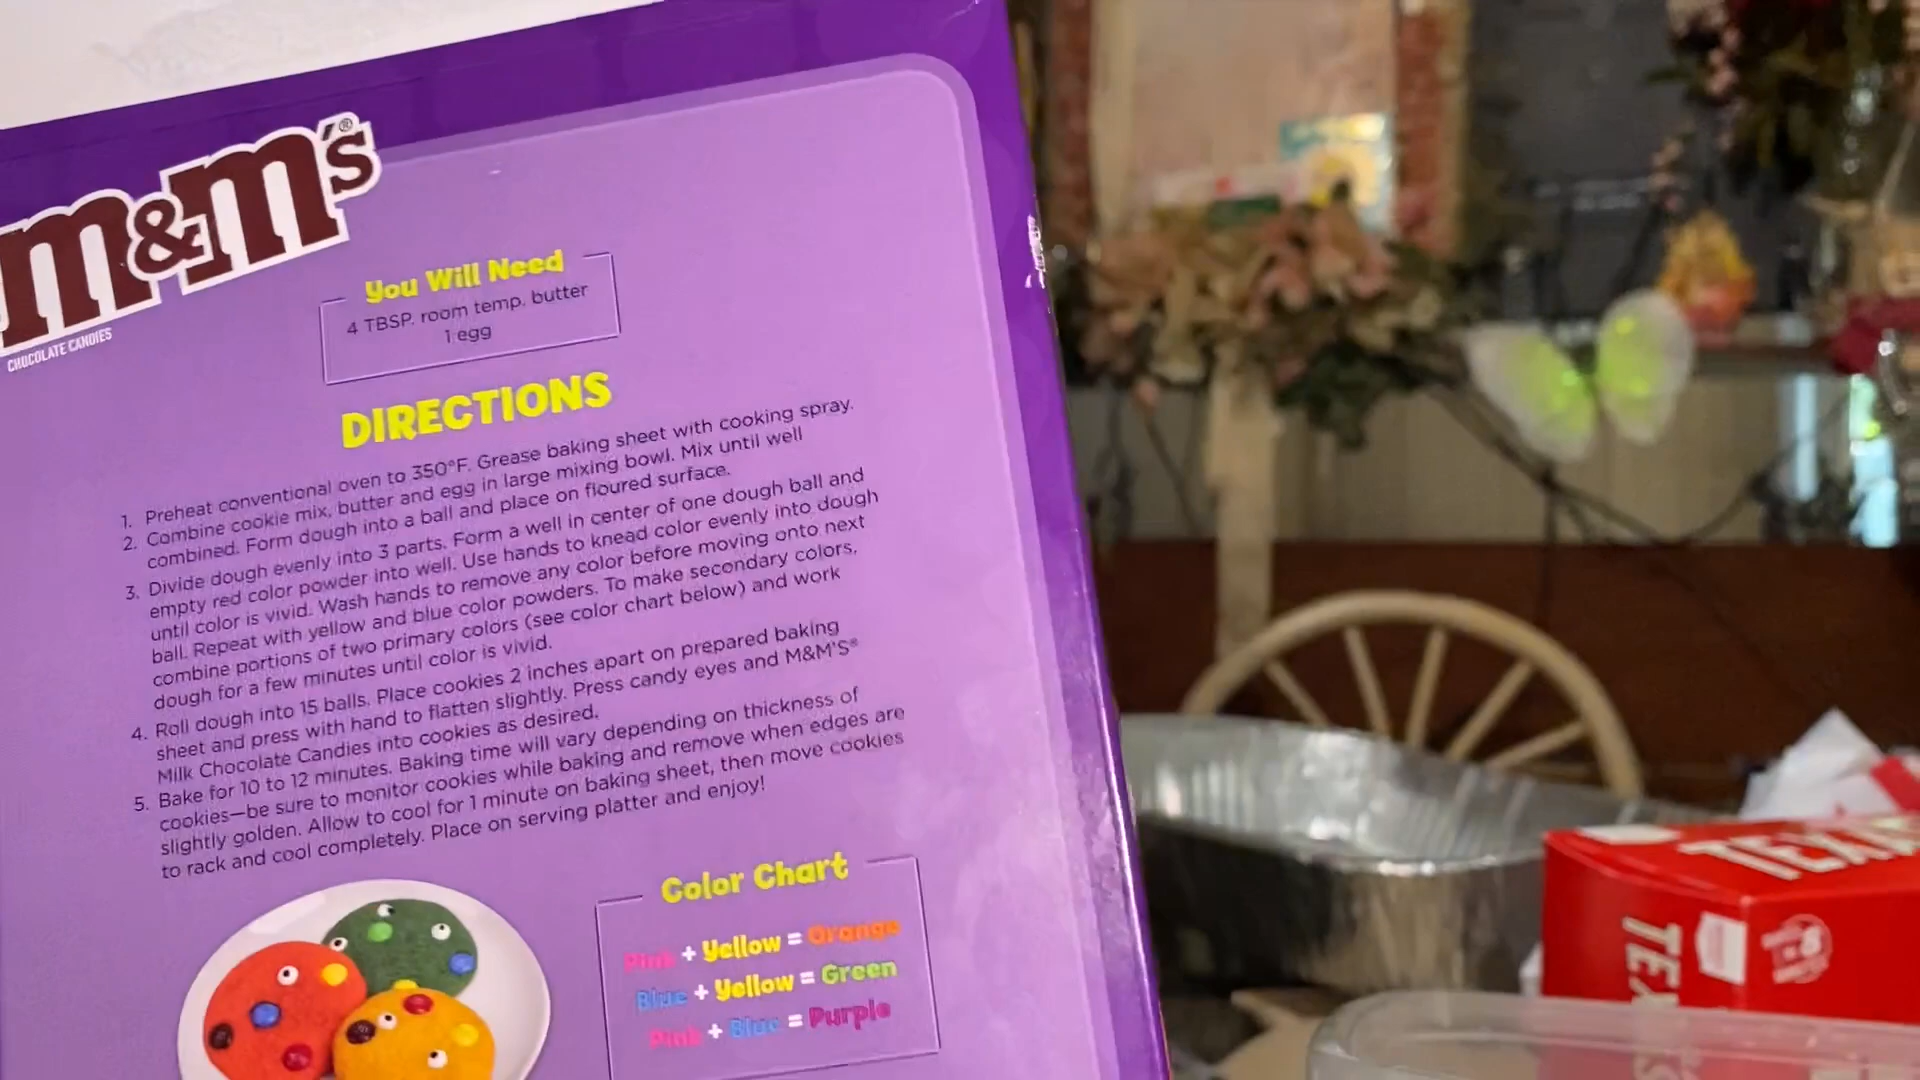 m&m's®
CHOCOLATE CANDIES
You Will Need
4 TBSP. room temp. butter
1 egg
DIRECTIONS
1. Preheat conventional oven to 350°F. Grease baking sheet with cooking spray.
2. Combine cookie mix, butter and egg in large mixing bowl. Mix until well
combined. Form dough into a ball and place on floured surface.
3. Divide dough evenly into 3 parts. Form a well in center of one dough ball and
empty red color powder into well. Use hands to knead color evenly into dough
until color is vivid. Wash hands to remove any color before moving onto next
ball. Repeat with yellow and blue color powders. To make secondary colors,
combine portions of two primary colors (see color chart below) and work
dough for a few minutes until color is vivid.
4. Roll dough into 15 balls. Place cookies 2 inches apart on prepared baking
sheet and press with hand to flatten slightly. Press candy eyes and M&M'S®
Milk Chocolate Candies into cookies as desired.
5. Bake for 10 to 12 minutes. Baking time will vary depending on thickness of
cookies—be sure to monitor cookies while baking and remove when edges are
slightly golden. Allow to cool for 1 minute on baking sheet, then move cookies
to rack and cool completely. Place on serving platter and enjoy!
Color Chart
Pink + Yellow = Orange
Blue + Yellow = Green
Pink + Blue = Purple
TEXA
TEX